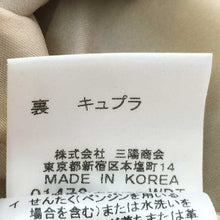 裏 キュプラ
株式会社 三陽商会
東京都新宿区本塩町14
MADE IN KOREA
せんたく(ベンジンを用いる
場合を含む)または水洗いを